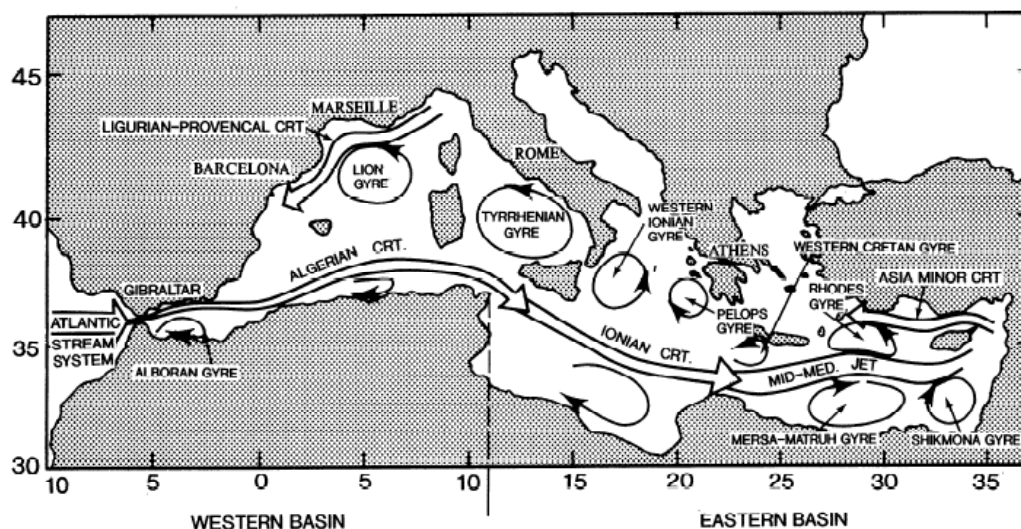 45
40
35
30
MARSEILLE
LIGURIAN-PROVENCAL CRT.
BARCELONA
LION
GYRE
ROME
TYRRHENIAN
GYRE
WESTERN
IONIAN
GYRE
ATHENS
WESTERN CRETAN GYRE
ALGERIAN CRT.
GIBRALTAR
ATLANTIC
STREAM
SYSTEM
ALBORAN GYRE
PELOPS
GYRE
RHODES
GYRE
ASIA MINOR CRT
IONIAN CRT.
MID-MED. JET
MERSA-MATRUH GYRE
SHIKMONA GYRE
10 5 0 5 10 15 20 25 30 35
WESTERN BASIN
EASTERN BASIN